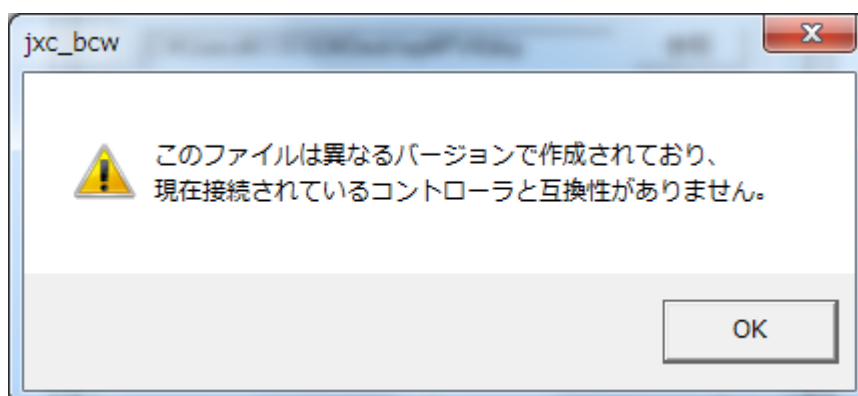 jxc_bcw
このファイルは異なるバージョンで作成されており、
現在接続されているコントローラと互換性がありません。
OK